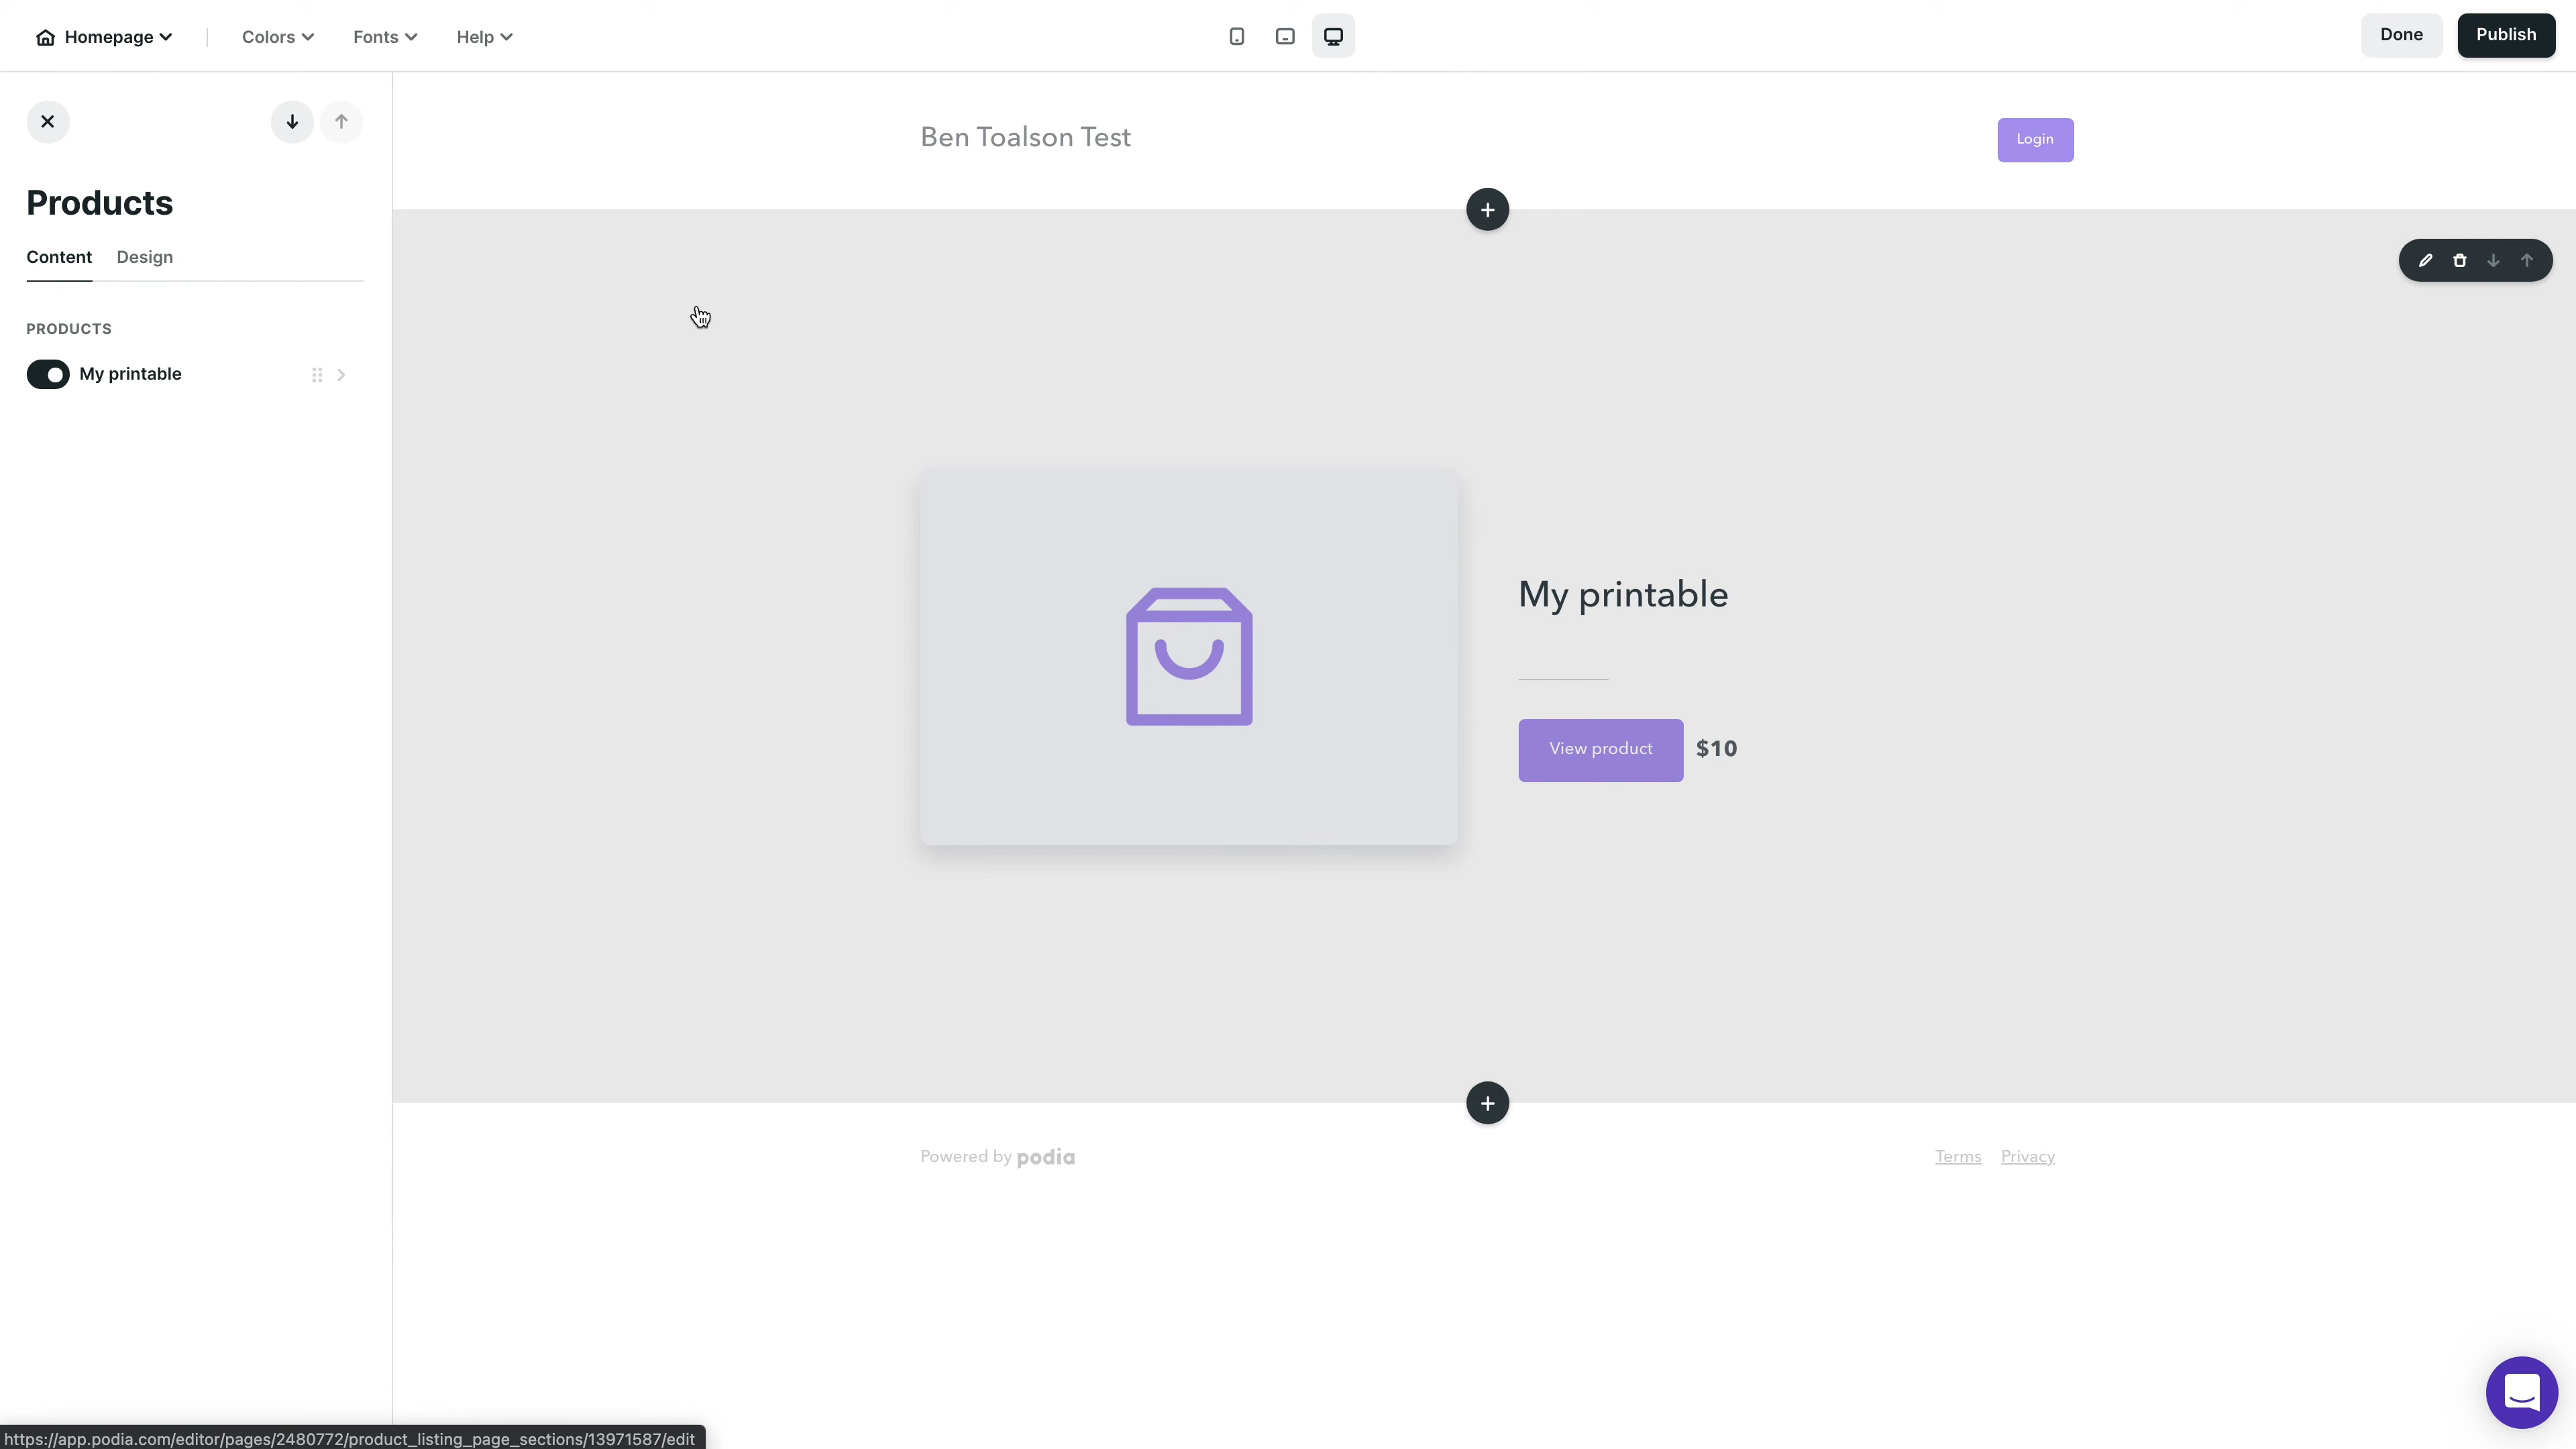 Homepage
Colors
Fonts
Help
Done
Publish
Products
Content
Design
PRODUCTS
My printable
Ben Toalson Test
Login
My printable
View product
$10
Powered by podia
Terms
Privacy
https://app.podia.com/editor/pages/2480772/product_listing_page_sections/13971587/edit